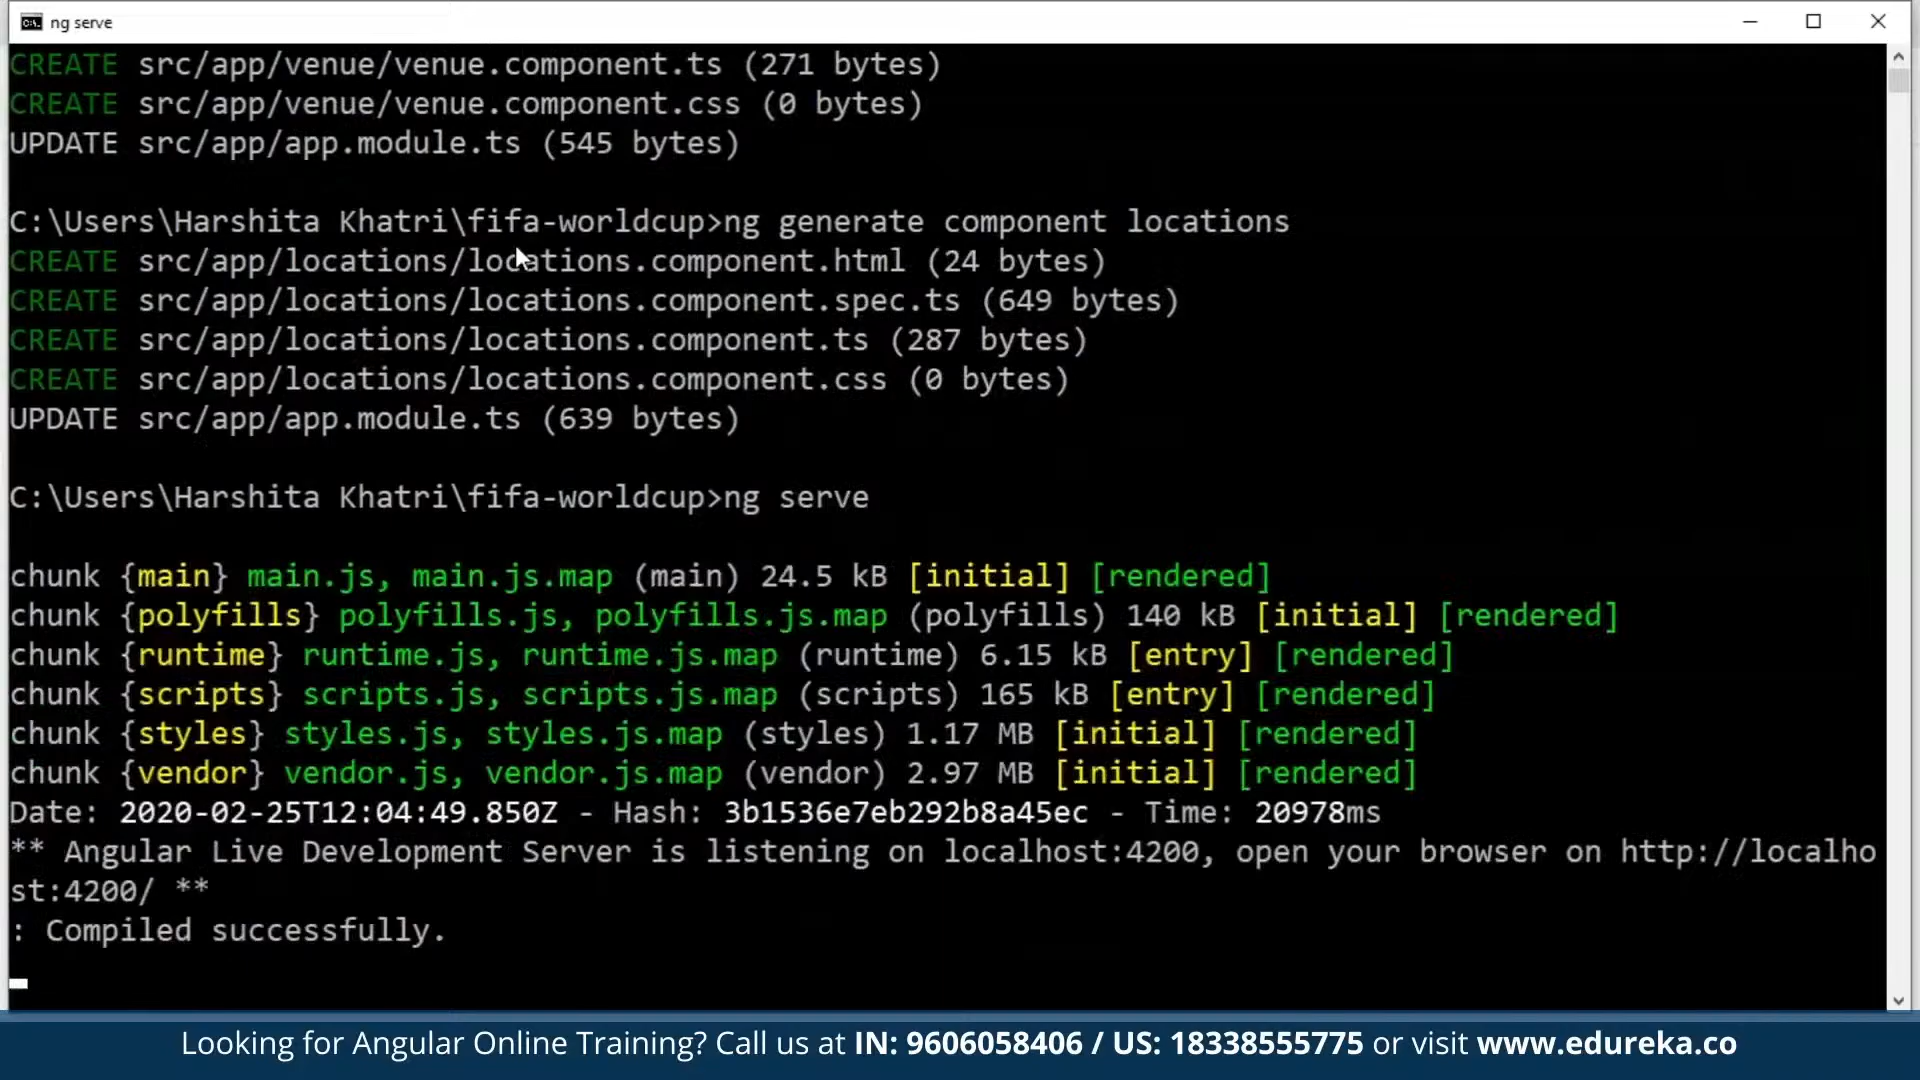 ng serve
CREATE src/app/venue/venue.component.ts (271 bytes)
CREATE src/app/venue/venue.component.css (0 bytes)
UPDATE src/app/app.module.ts (545 bytes)
C:\Users\Harshita Khatri\fifa-worldcup>ng generate component locations
CREATE src/app/locations/locations.component.html (24 bytes)
CREATE src/app/locations/locations.component.spec.ts (649 bytes)
CREATE src/app/locations/locations.component.ts (287 bytes)
CREATE src/app/locations/locations.component.css (0 bytes)
UPDATE src/app/app.module.ts (639 bytes)
C:\Users\Harshita Khatri\fifa-worldcup>ng serve
chunk {main} main.js, main.js.map (main) 24.5 kB [initial] [rendered]
chunk {polyfills} polyfills.js, polyfills.js.map (polyfills) 140 kB [initial] [rendered]
chunk {runtime} runtime.js, runtime.js.map (runtime) 6.15 kB [entry] [rendered]
chunk {scripts} scripts.js, scripts.js.map (scripts) 165 kB [entry] [rendered]
chunk {styles} styles.js, styles.js.map (styles) 1.17 MB [initial] [rendered]
chunk {vendor} vendor.js, vendor.js.map (vendor) 2.97 MB [initial] [rendered]
Date: 2020-02-25T12:04:49.850Z - Hash: 3b1536e7eb292b8a45ec - Time: 20978ms
** Angular Live Development Server is listening on localhost:4200, open your browser on http://localho
st:4200/ **
: Compiled successfully.
Looking for Angular Online Training? Call us at IN: 9606058406 / US: 18338555775 or visit www.edureka.co